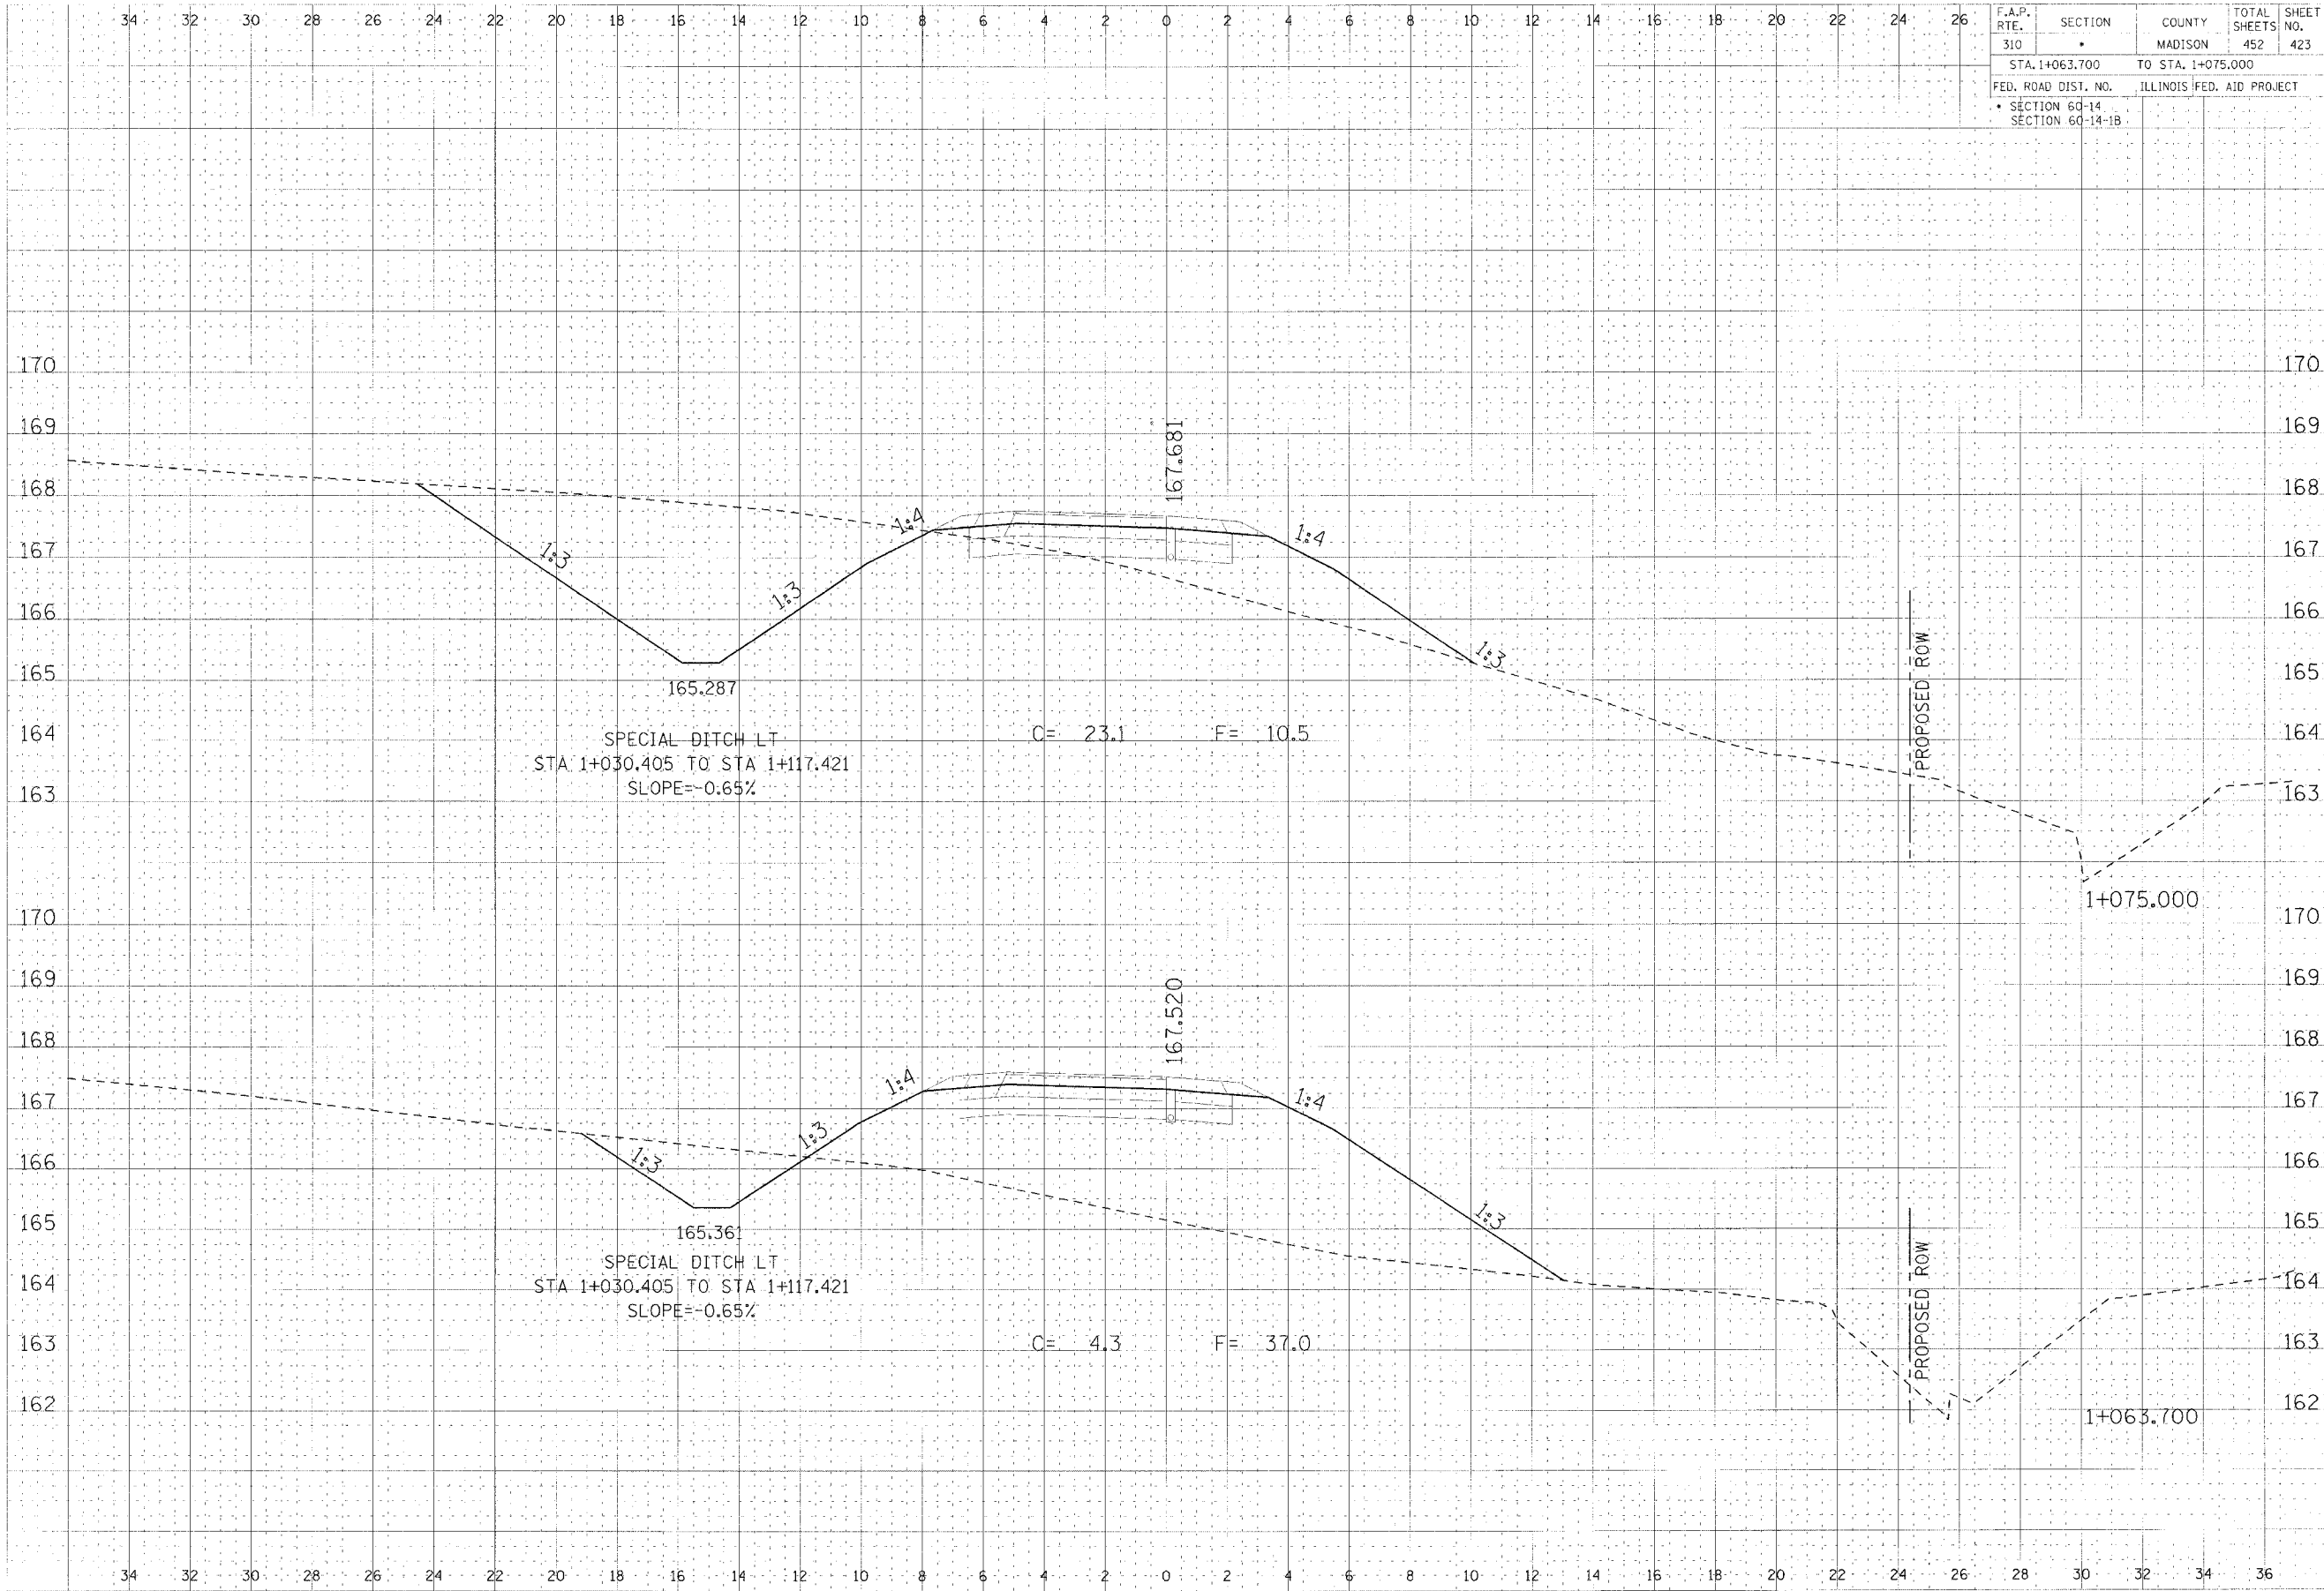 34 32 30 28 26 24 22 20 18 16 14 12 10 8 6 4 2 0 2 4 6 8 10 12 14 16 18 20 22 24 26
F.A.P. RTE. SECTION COUNTY TOTAL SHEETS SHEET NO.
310 • MADISON 452 423
STA. 1+063.700 TO STA. 1+075.000
FED. ROAD DIST. NO. ILLINOIS FED. AID PROJECT
• SECTION 60-14
SECTION 60-14-1B
170 170
169 169
167.681
168 168
1:4 1:4
1:3
167 167
1:3
166 166
1:3
PROPOSED ROW
165 165
165.287
164 C= 23.1 F= 10.5 164
SPECIAL DITCH LT
STA 1+030.405 TO STA 1+117.421
SLOPE=-0.65%
163 163
1+075.000
170 170
169 169
167.520
168 168
1:4 1:4
167 167
1:3
1:3
166 166
1:3
165 165
165.361
PROPOSED ROW
SPECIAL DITCH LT
164 164
STA 1+030.405 TO STA 1+117.421
SLOPE=-0.65%
163 C= 4.3 F= 37.0 163
162 162
1+063.700
34 32 30 28 26 24 22 20 18 16 14 12 10 8 6 4 2 0 2 4 6 8 10 12 14 16 18 20 22 24 26 28 30 32 34 36